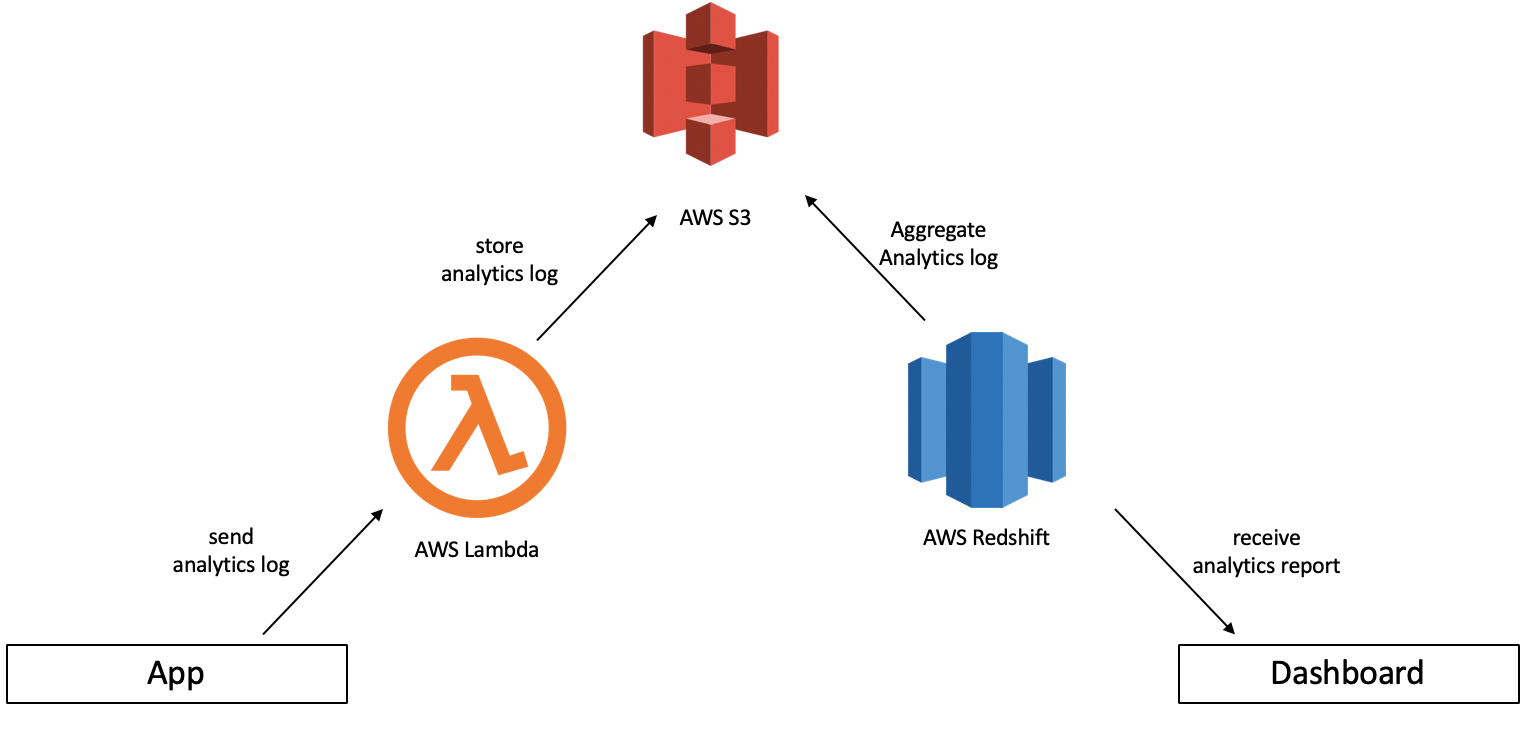 AWS S3
store
analytics log
Aggregate
Analytics log
AWS Lambda
AWS Redshift
send
analytics log
receive
analytics report
App
Dashboard